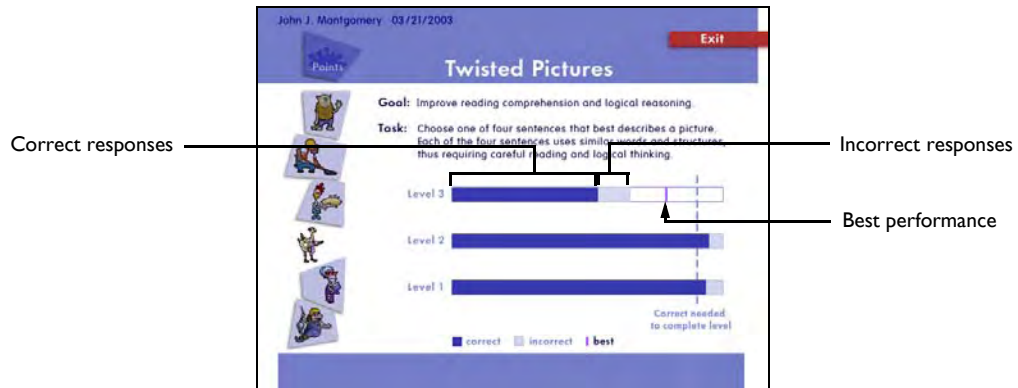 John J. Montgomery 03/21/2003
Exit
Points
Twisted Pictures
Goal: Improve reading comprehension and logical reasoning.
Task: Choose one of four sentences that best describes a picture.
Each of the four sentences uses similar words and structures,
thus requiring careful reading and logical thinking.
Correct responses
Incorrect responses
Level 3
Best performance
Level 2
Level 1
Correct needed
to complete level
correct incorrect best